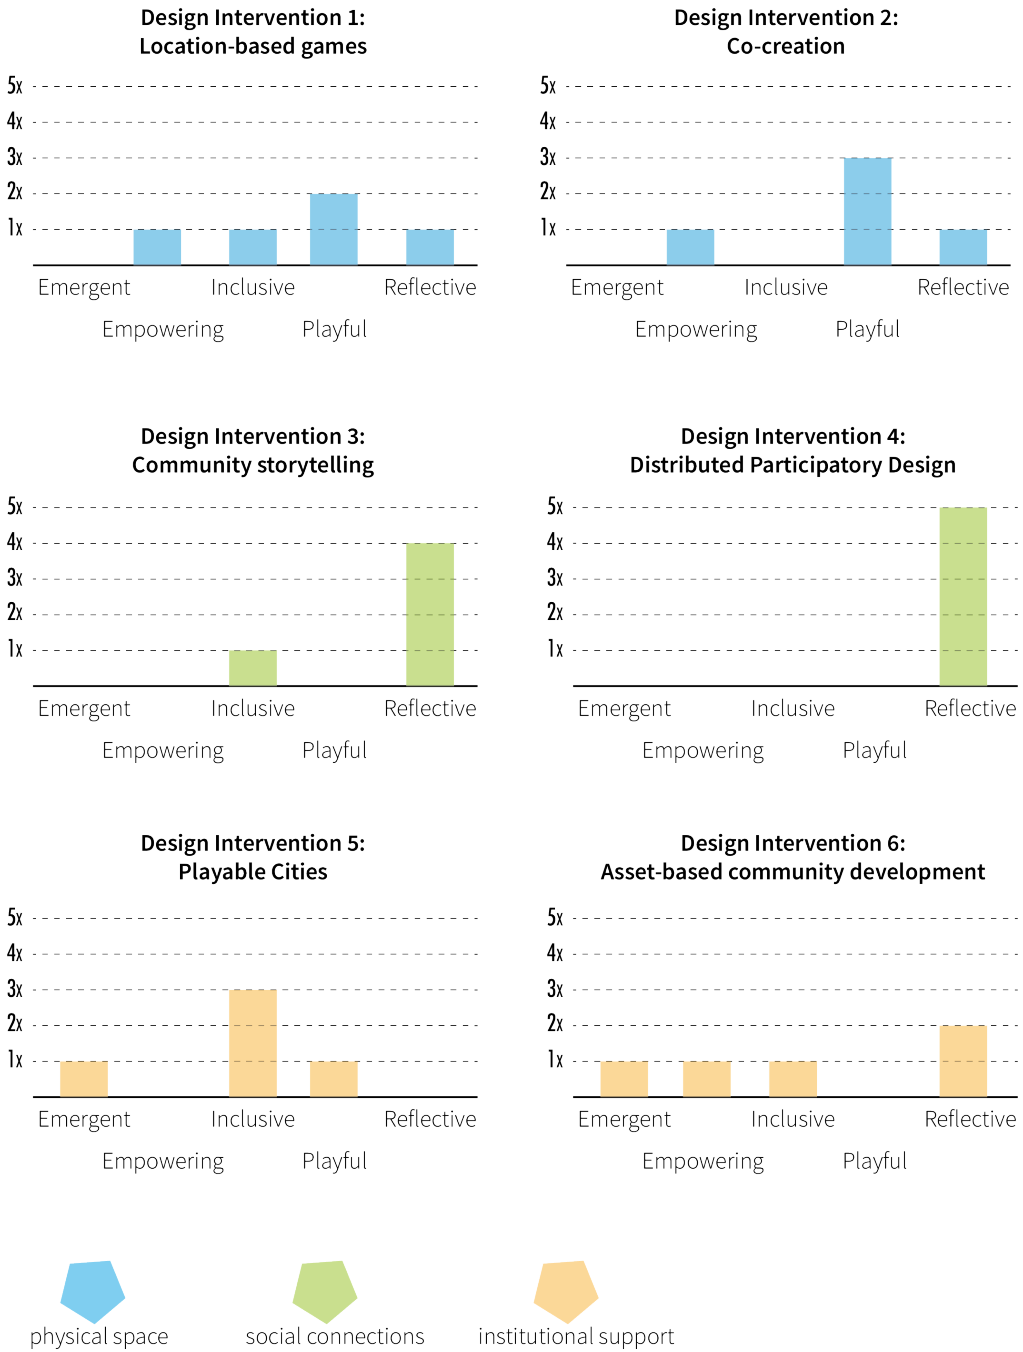 Design Intervention 1:
Location-based games
5x
4x
3x
2x
1x
Emergent
Inclusive
Reflective
Empowering
Playful
Design Intervention 2:
Co-creation
5x
4x
3x
2x
1x
Emergent
Inclusive
Reflective
Empowering
Playful
Design Intervention 3:
Community storytelling
5x
4x
3x
2x
1x
Emergent
Inclusive
Reflective
Empowering
Playful
Design Intervention 4:
Distributed Participatory Design
5x
4x
3x
2x
1x
Emergent
Inclusive
Reflective
Empowering
Playful
Design Intervention 5:
Playable Cities
5x
4x
3x
2x
1x
Emergent
Inclusive
Reflective
Empowering
Playful
Design Intervention 6:
Asset-based community development
5x
4x
3x
2x
1x
Emergent
Inclusive
Reflective
Empowering
Playful
physical space
social connections
institutional support